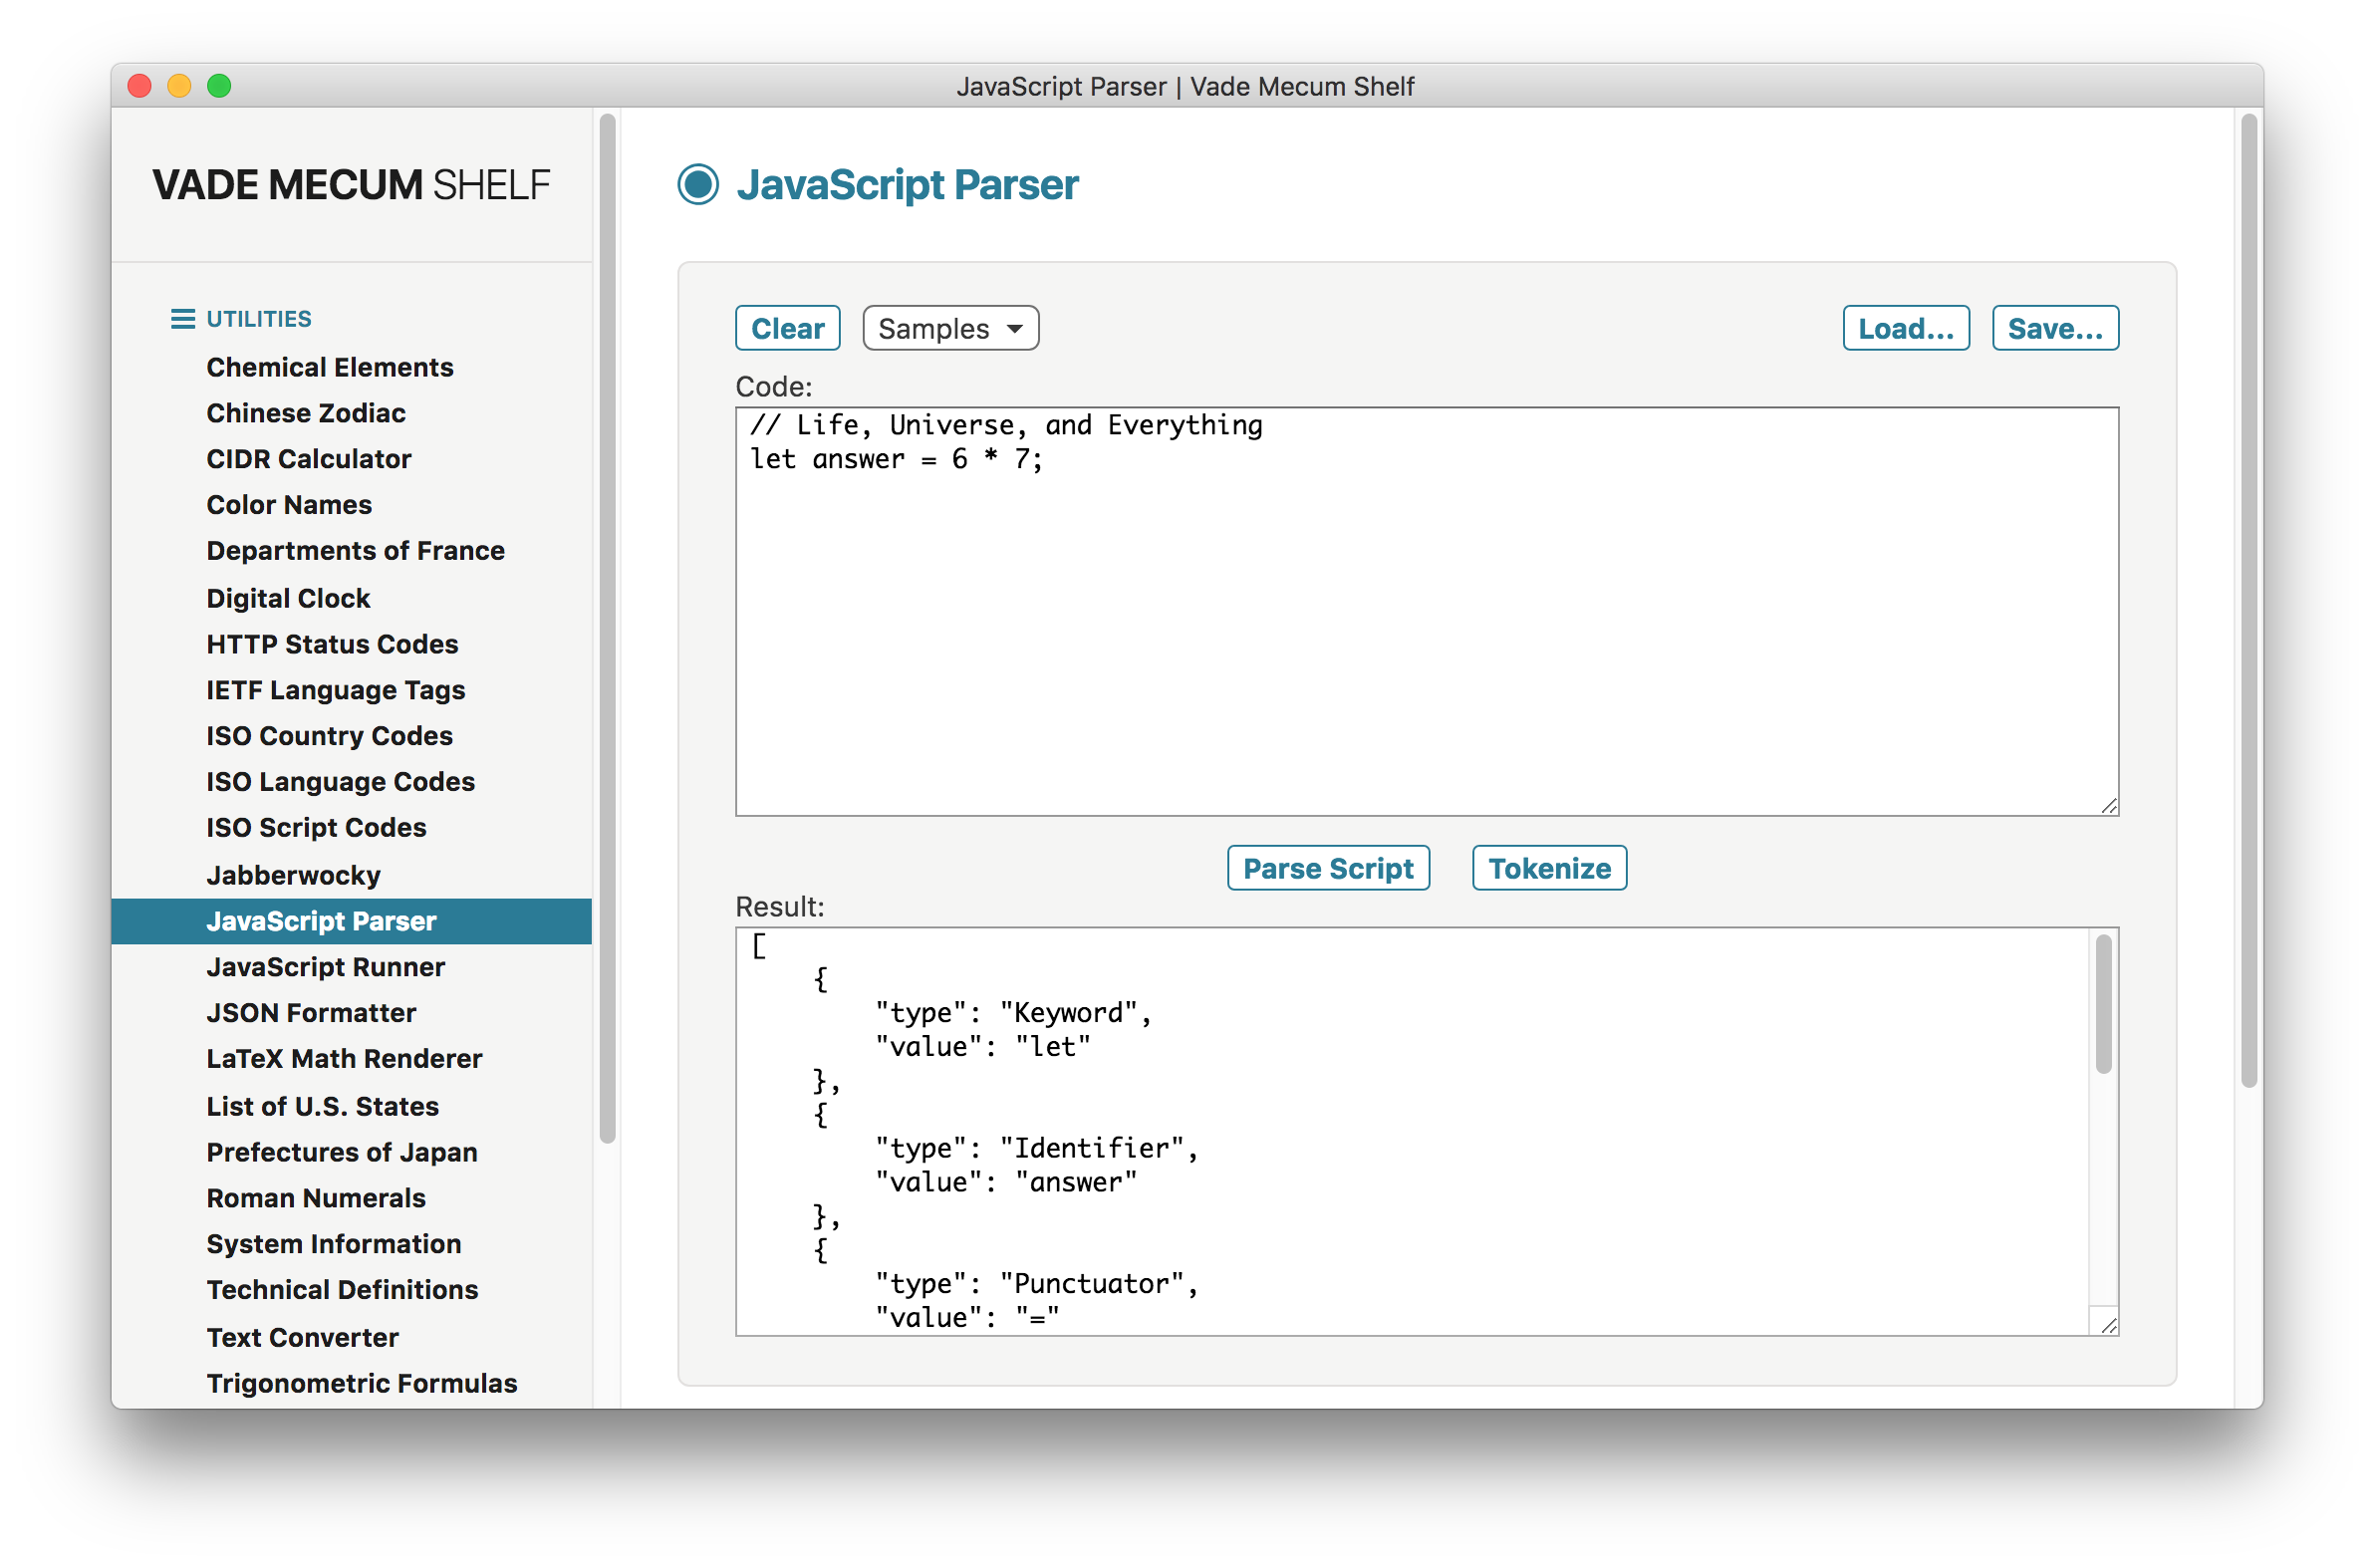 JavaScript Parser | Vade Mecum Shelf
VADE MECUM SHELF
UTILITIES
Chemical Elements
Chinese Zodiac
CIDR Calculator
Color Names
Departments of France
Digital Clock
HTTP Status Codes
IETF Language Tags
ISO Country Codes
ISO Language Codes
ISO Script Codes
Jabberwocky
JavaScript Parser
JavaScript Runner
JSON Formatter
LaTeX Math Renderer
List of U.S. States
Prefectures of Japan
Roman Numerals
System Information
Technical Definitions
Text Converter
Trigonometric Formulas
JavaScript Parser
Clear Samples Load... Save...
Code:
// Life, Universe, and Everything
let answer = 6 * 7;
Parse Script Tokenize
Result:
[
    {
        "type": "Keyword",
        "value": "let"
    },
    {
        "type": "Identifier",
        "value": "answer"
    },
    {
        "type": "Punctuator",
        "value": "="